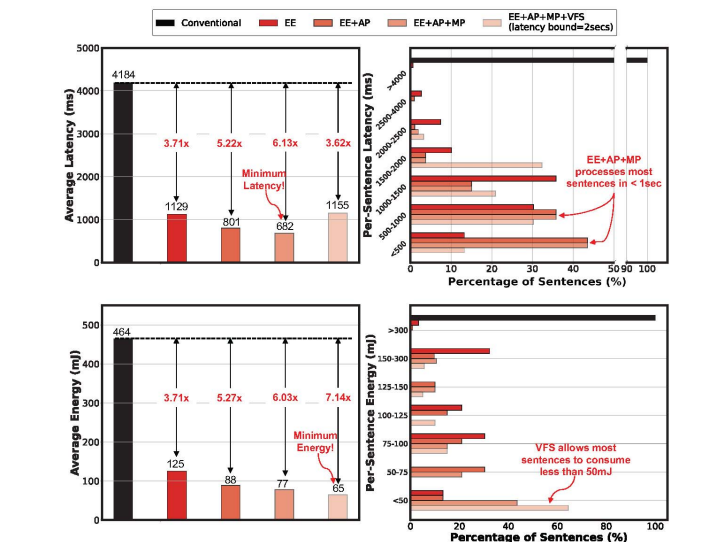 Conventional EE EE+AP EE+AP+MP EE+AP+MP+VFS
(latency bound=2secs)
Average Latency (ms)
5000
4000
3000
2000
1000
0
4184
3.71x 5.22x 6.13x 3.62x
Minimum
Latency!
1129
801
682
1155
Per-Sentence Latency (ms)
>4000
2500-4000
2000-2500
1500-2000
1000-1500
500-1000
<500
EE+AP+MP
processes most
sentences in < 1sec
0 10 20 30 40 50 90 100
Percentage of Sentences (%)
Average Energy (mJ)
500
400
300
200
100
0
464
3.71x 5.27x 6.03x 7.14x
Minimum
Energy!
125
88
77
65
Per-Sentence Energy (mJ)
>300
150-300
125-150
100-125
75-100
50-75
<50
VFS allows most
sentences to consume
less than 50mJ
0 20 40 60 80 100
Percentage of Sentences (%)